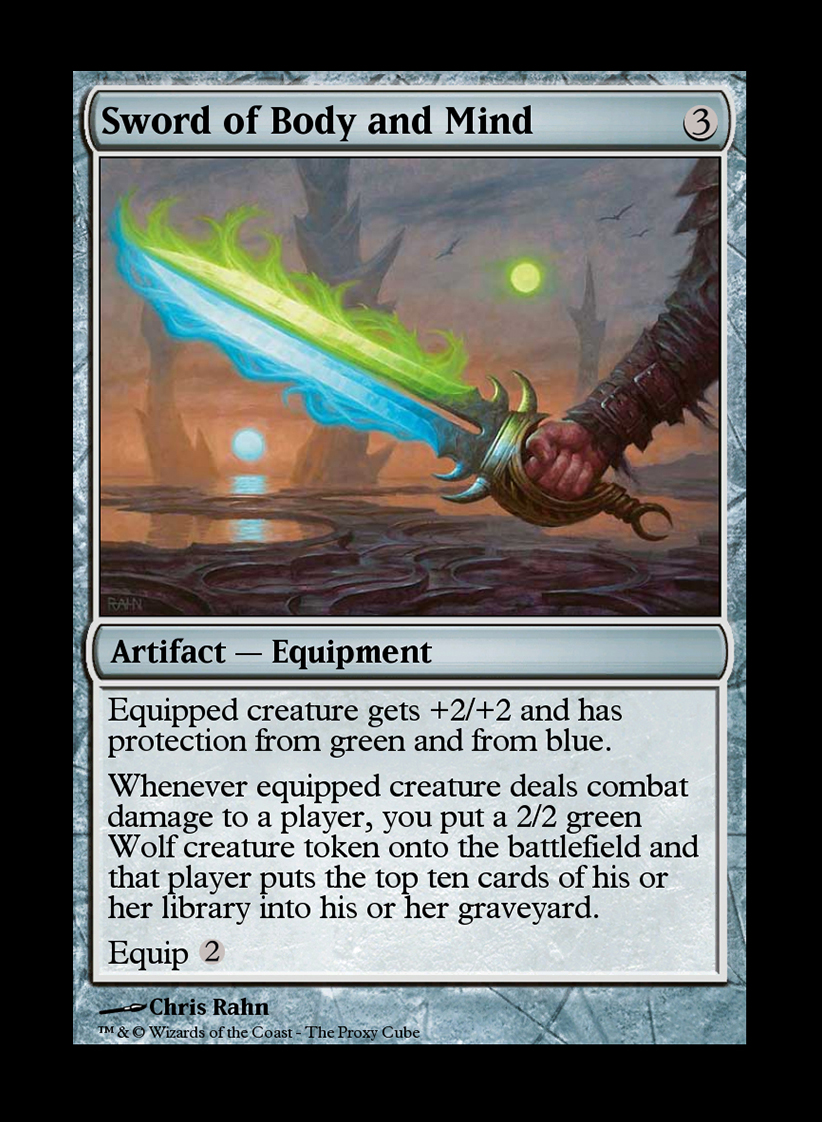 Sword of Body and Mind 3
RAHN
Artifact — Equipment
Equipped creature gets +2/+2 and has
protection from green and from blue.
Whenever equipped creature deals combat
damage to a player, you put a 2/2 green
Wolf creature token onto the battlefield and
that player puts the top ten cards of his or
her library into his or her graveyard.
Equip 2
Chris Rahn
™ & © Wizards of the Coast - The Proxy Cube